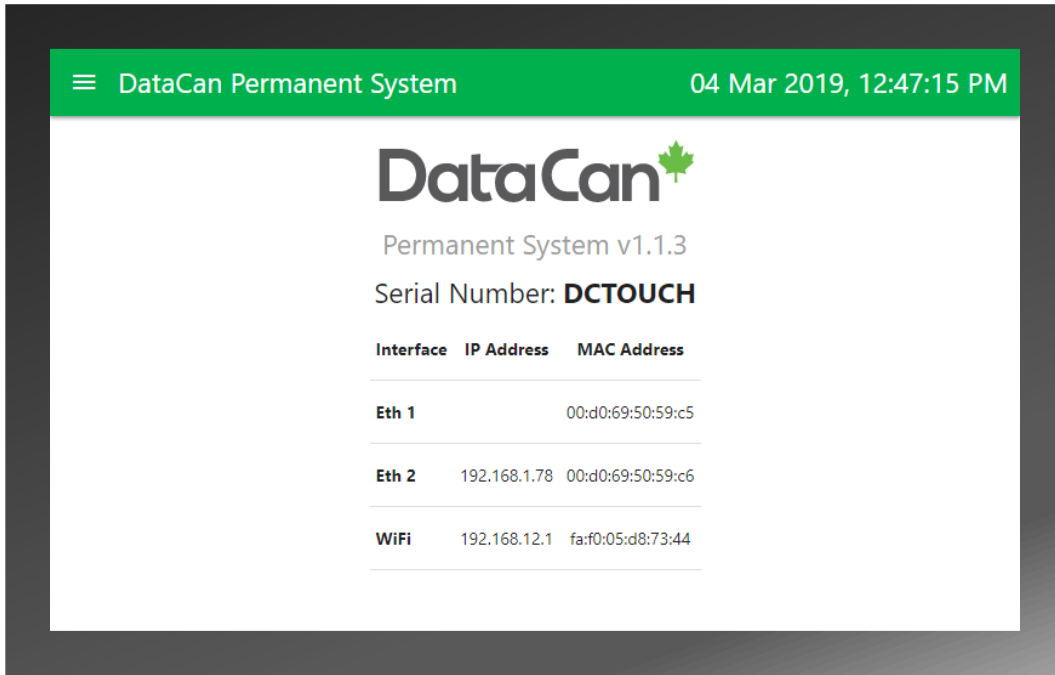 DataCan Permanent System 04 Mar 2019, 12:47:15 PM
DataCan
Permanent System v1.1.3
Serial Number: DCTOUCH
Interface IP Address MAC Address
Eth 1 00:d0:69:50:59:c5
Eth 2 192.168.1.78 00:d0:69:50:59:c6
WiFi 192.168.12.1 fa:f0:05:d8:73:44